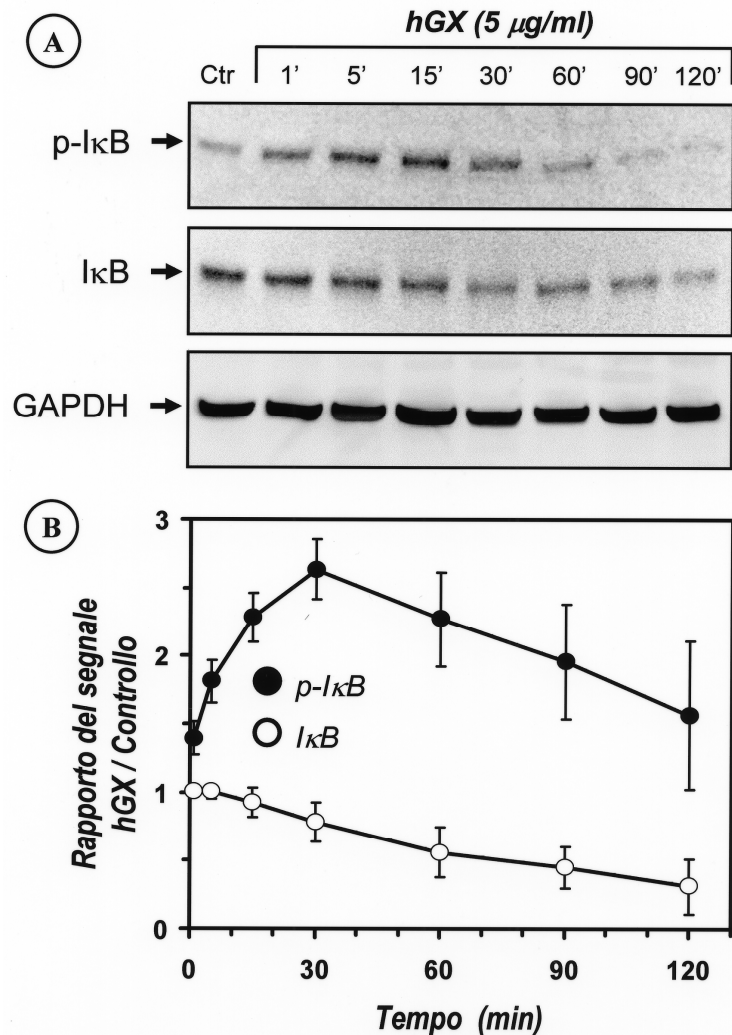 A
hGX (5 µg/ml)
Ctr 1’ 5’ 15’ 30’ 60’ 90’ 120’
p-IκB
IκB
GAPDH
B
Rapporto del segnale
hGX / Controllo
3
2
1
0
p-IκB
IκB
0 30 60 90 120
Tempo (min)